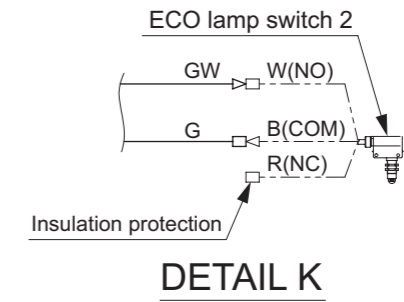 ECO lamp switch 2
GW W(NO)
G B(COM)
R(NC)
Insulation protection
DETAIL K